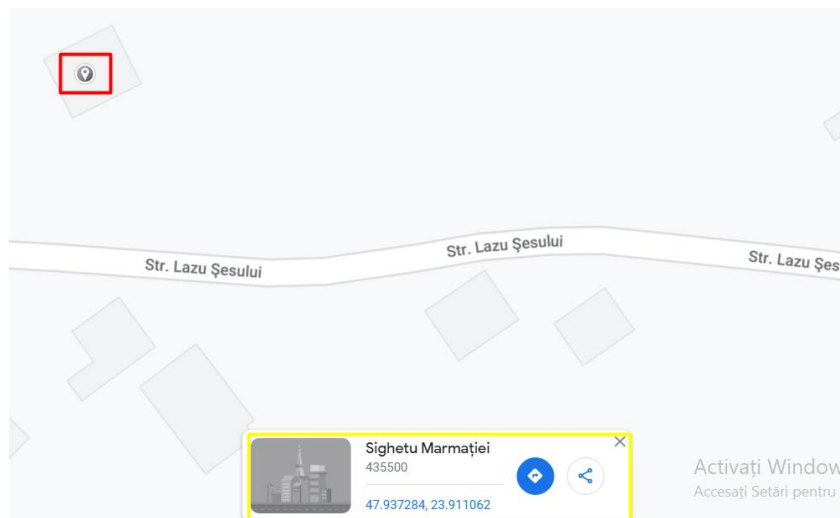 Str. Lazu Şesului
Str. Lazu Şesului
Str. Lazu Şes
Sighetu Marmației
435500
47.937284, 23.911062
Activați Window
Accesați Setări pentru